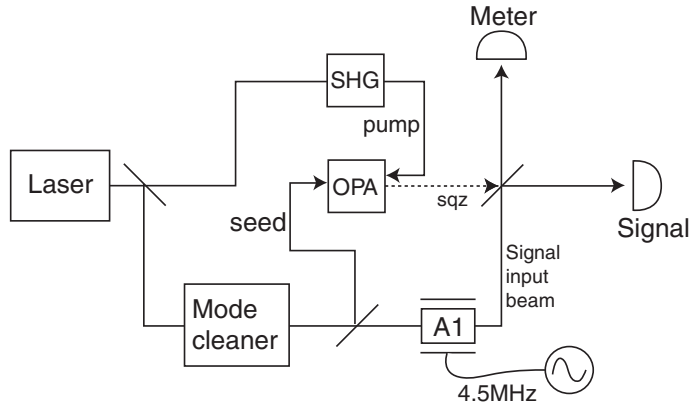 Meter
SHG
pump
Laser
OPA
sqz
Signal
seed
Signal
input
beam
Mode
cleaner
A1
4.5MHz